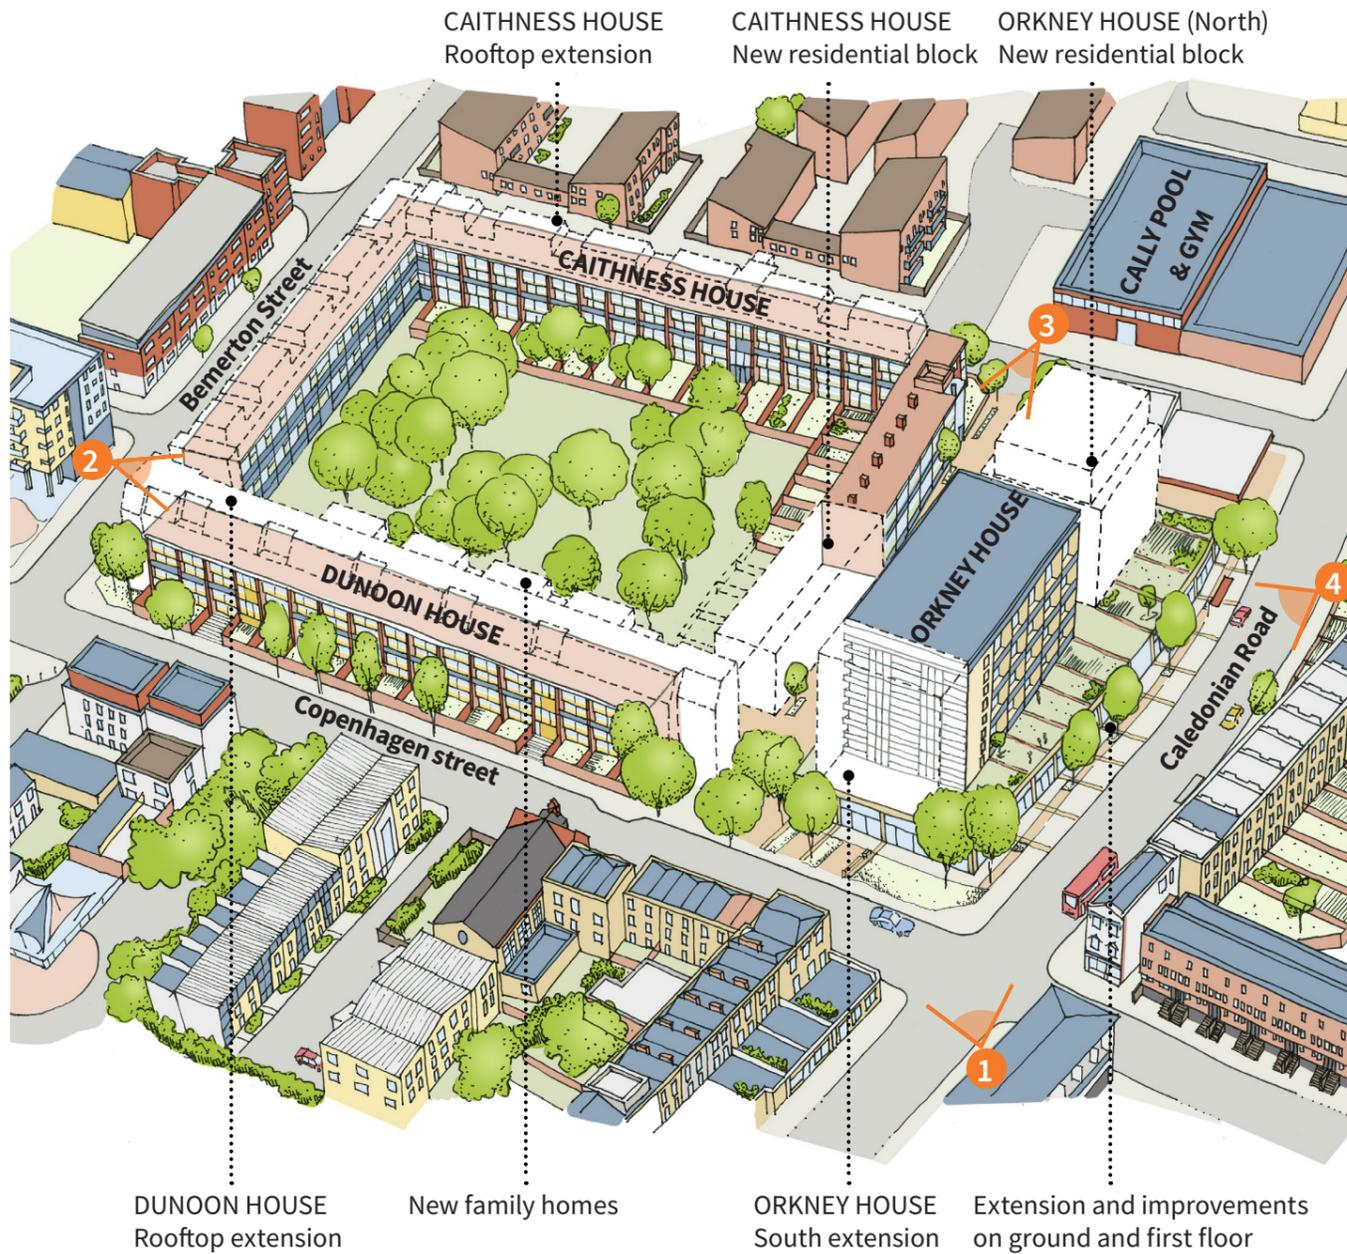 CAITHNESS HOUSE
Rooftop extension
CAITHNESS HOUSE
New residential block
ORKNEY HOUSE (North)
New residential block
CALLY POOL
& GYM
CAITHNESS HOUSE
Bemerton Street
3
2
ORKNEY HOUSE
4
DUNOON HOUSE
Caledonian Road
Copenhagen street
1
DUNOON HOUSE
Rooftop extension
New family homes
ORKNEY HOUSE
South extension
Extension and improvements
on ground and first floor